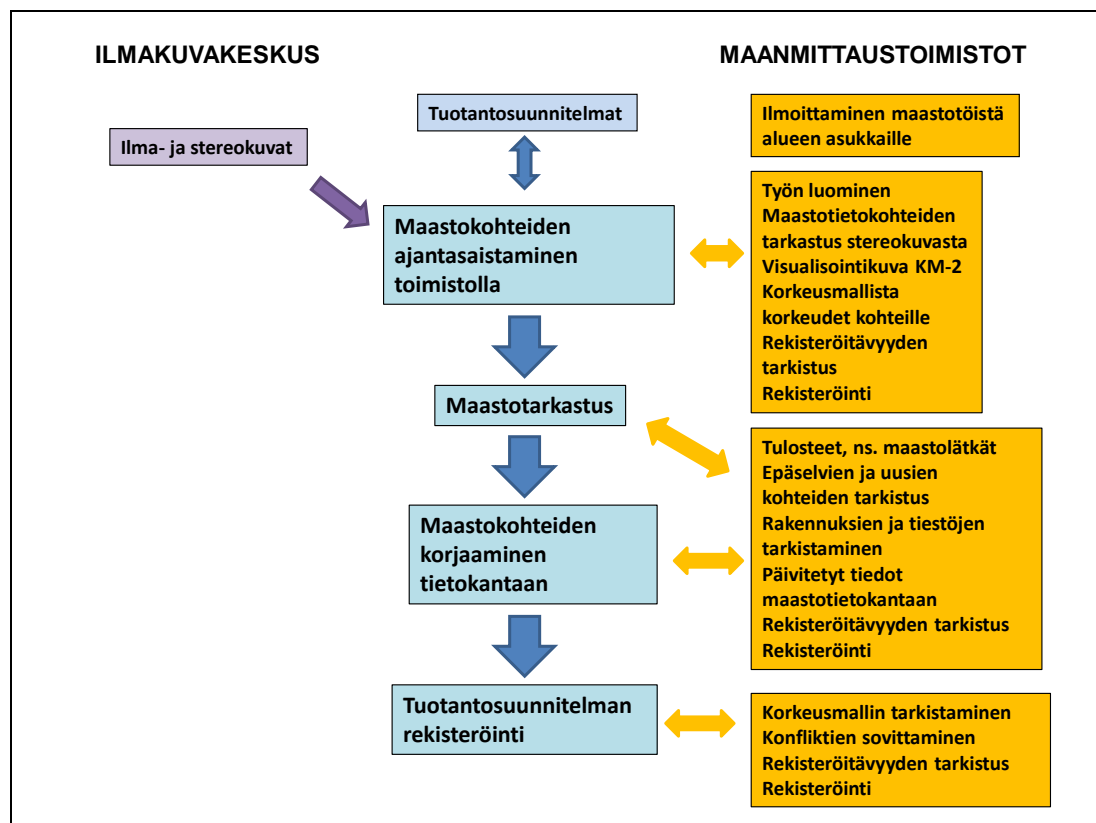 ILMAKUVAKESKUS
MAANMITTAUSTOIMISTOT
Tuotantosuunnitelmat
Ilma- ja stereokuvat
Ilmoittaminen maastotöistä
alueen asukkaille
Maastokohteiden
ajantasaistaminen
toimistolla
Työn luominen
Maastotietokohteiden
tarkastus stereokuvasta
Visualisointikuva KM-2
Korkeusmallista
korkeudet kohteille
Rekisteröitävyyden
tarkistus
Rekisteröinti
Maastotarkastus
Tulosteet, ns. maastolätkät
Epäselvien ja uusien
kohteiden tarkistus
Rakennuksien ja tiestöjen
tarkistaminen
Päivitetyt tiedot
maastotietokantaan
Rekisteröitävyyden tarkistus
Rekisteröinti
Maastokohteiden
korjaaminen
tietokantaan
Tuotantosuunnitelman
rekisteröinti
Korkeusmallin tarkistaminen
Konfliktien sovittaminen
Rekisteröitävyyden tarkistus
Rekisteröinti